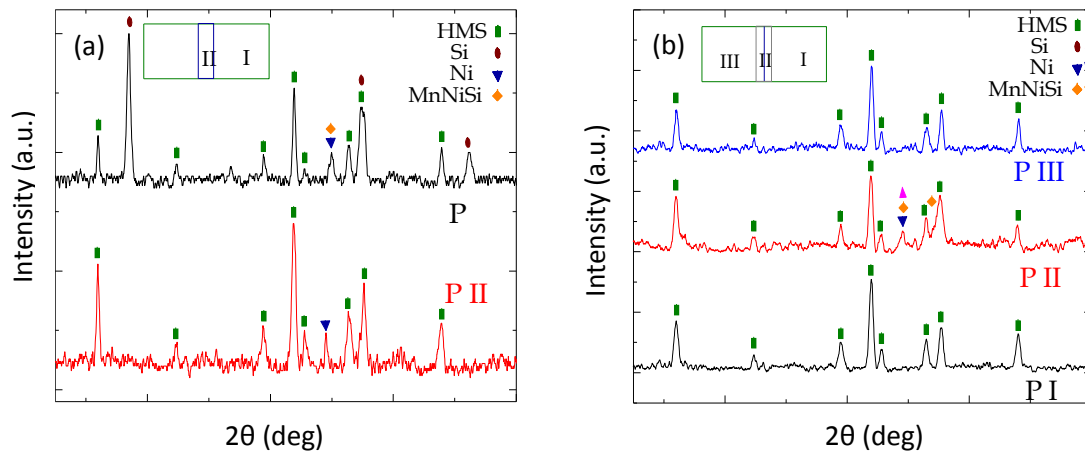 (a)
II
I
HMS
Si
Ni
MnNiSi
P
P II
Intensity (a.u.)
2θ (deg)
(b)
III
II
I
HMS
Si
Ni
MnNiSi
P III
P II
P I
Intensity (a.u.)
2θ (deg)